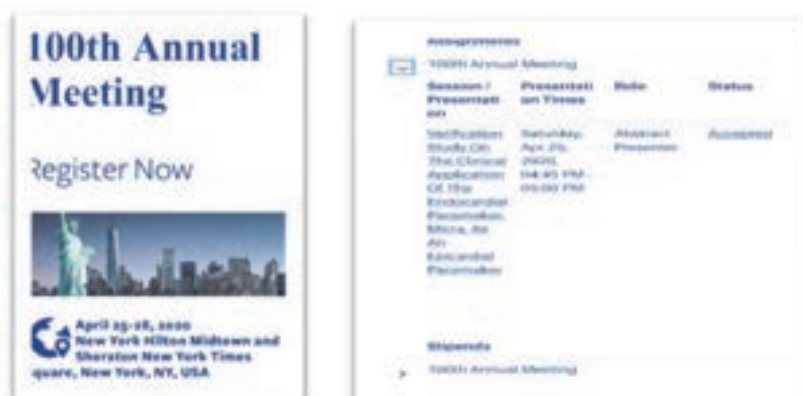 100th Annual
Meeting
Register Now
April 25-28, 2020
New York Hilton Midtown and
Sheraton New York Times
quare, New York, NY, USA
Assignments
100th Annual Meeting
Session / Presentati Role Status
Presentati on Times
on
Verification Saturday, Abstract Accepted
Study On Apr 25, Presenter
The Clinical 2020,
Application 04:45 PM -
Of The 05:00 PM
Endocardial
Pacemaker,
Micra, As
An
Epicardial
Pacemaker
Stipends
100th Annual Meeting